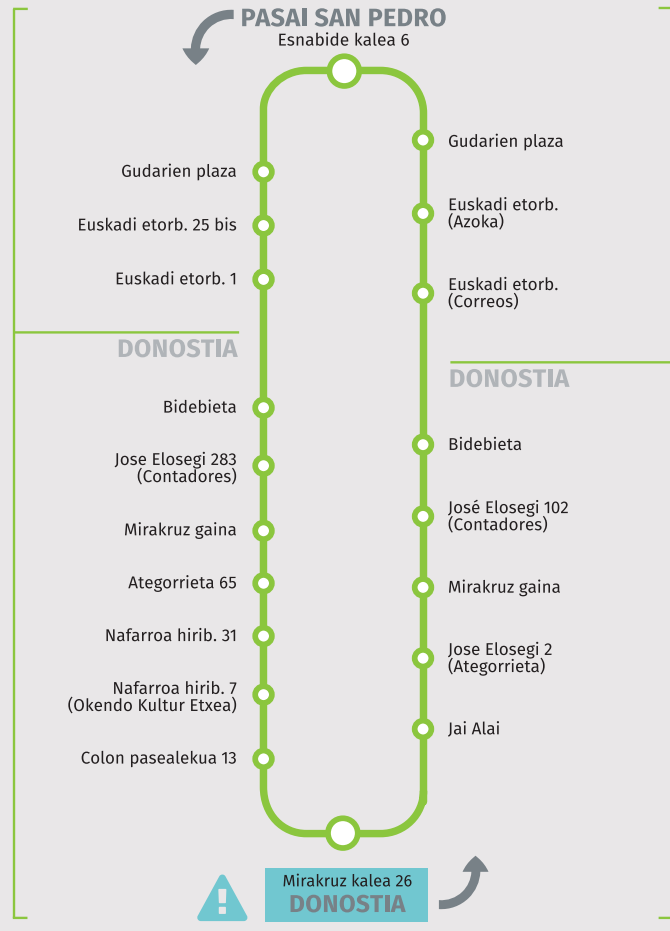 PASAI SAN PEDRO
Esnabide kalea 6
Gudarien plaza
Euskadi etorb. 25 bis
Euskadi etorb. 1
DONOSTIA
Bidebieta
Jose Elosegi 283
(Contadores)
Mirakruz gaina
Ategorrieta 65
Nafarroa hirib. 31
Nafarroa hirib. 7
(Okendo Kultur Etxea)
Colon pasealekua 13
Gudarien plaza
Euskadi etorb.
(Azoka)
Euskadi etorb.
(Correos)
DONOSTIA
Bidebieta
José Elosegi 102
(Contadores)
Mirakruz gaina
Jose Elosegi 2
(Ategorrieta)
Jai Alai
Mirakruz kalea 26
DONOSTIA